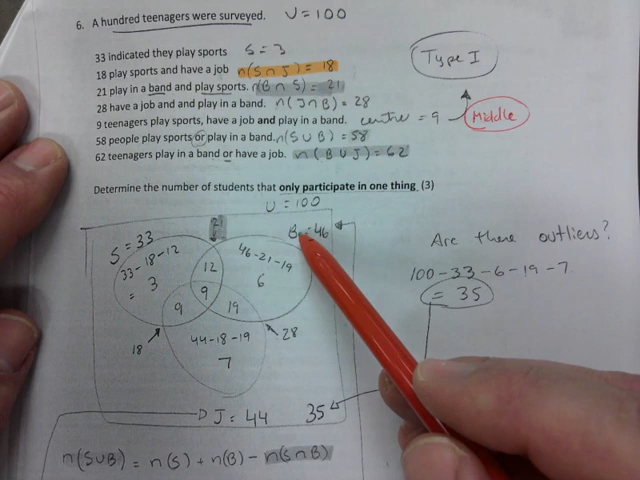 6. A hundred teenagers were surveyed. U = 100
33 indicated they play sports S = 3
18 play sports and have a job n(S ∩ J) = 18
21 play in a band and play sports. n(B ∩ S) = 21
28 have a job and and play in a band. n(J ∩ B) = 28
9 teenagers play sports, have a job and play in a band. centre = 9
58 people play sports or play in a band. n(S ∪ B) = 58
62 teenagers play in a band or have a job. n(B ∪ J) = 62
Type I
Middle
Determine the number of students that only participate in one thing. (3)
U = 100
S = 33
B = 46
33 - 18 - 12
= 3
12
46 - 21 - 19
6
9
9
19
18
44 - 18 - 19
7
28
J = 44
35
Are there outliers?
100 - 33 - 6 - 19 - 7
= 35
n(S∪B) = n(S) + n(B) - n(S∩B)